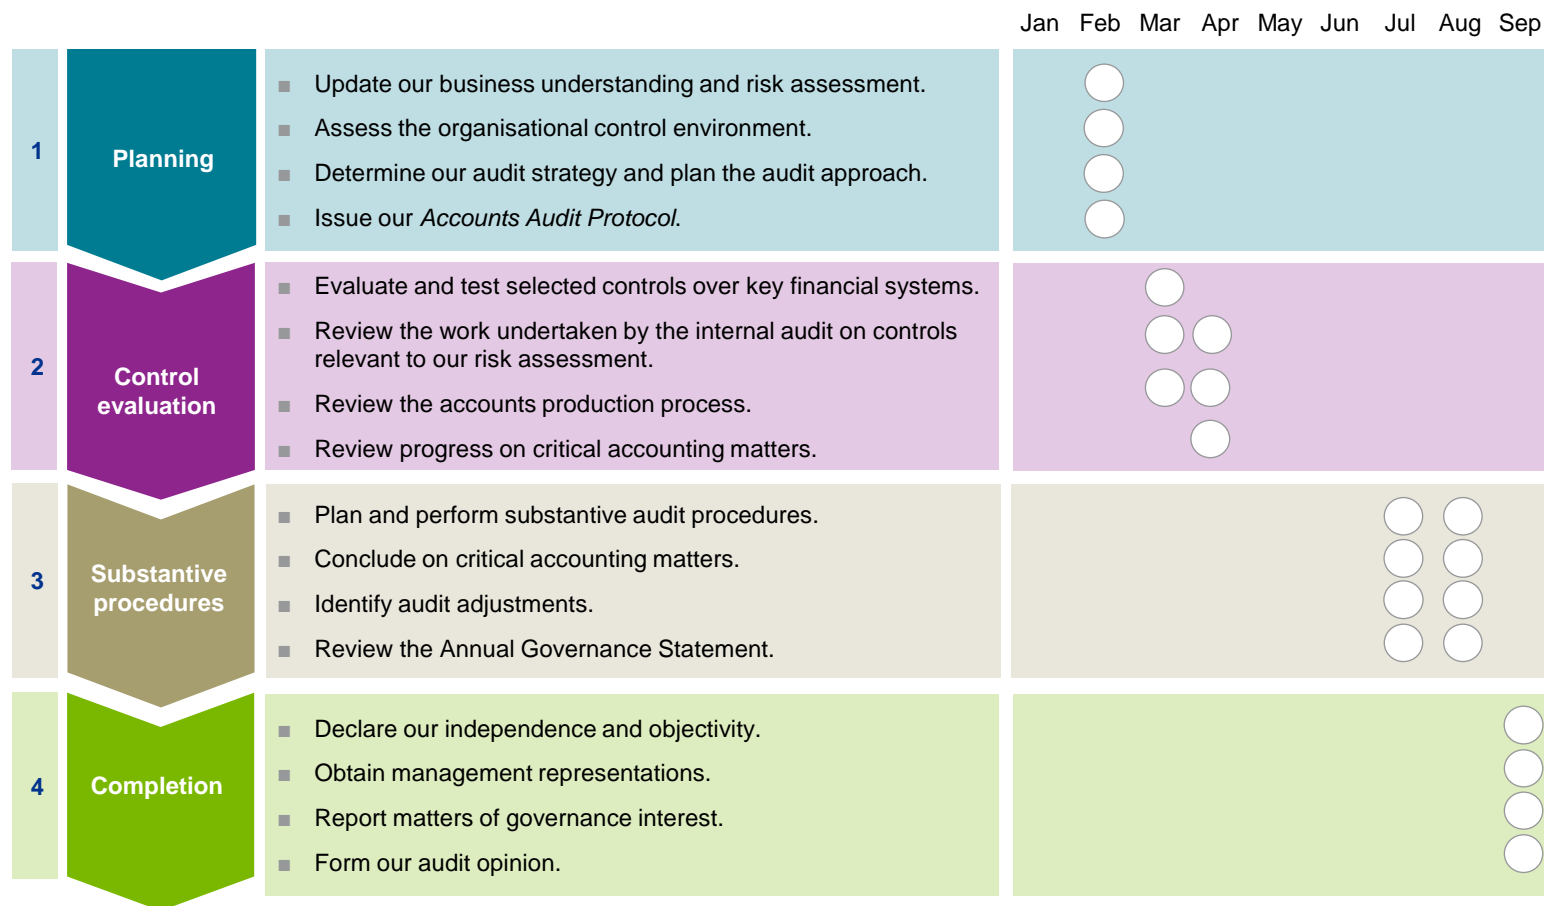 Jan Feb Mar Apr May Jun Jul Aug Sep
1
Planning
■ Update our business understanding and risk assessment.
■ Assess the organisational control environment.
■ Determine our audit strategy and plan the audit approach.
■ Issue our Accounts Audit Protocol.
2
Control
evaluation
■ Evaluate and test selected controls over key financial systems.
■ Review the work undertaken by the internal audit on controls
relevant to our risk assessment.
■ Review the accounts production process.
■ Review progress on critical accounting matters.
3
Substantive
procedures
■ Plan and perform substantive audit procedures.
■ Conclude on critical accounting matters.
■ Identify audit adjustments.
■ Review the Annual Governance Statement.
4
Completion
■ Declare our independence and objectivity.
■ Obtain management representations.
■ Report matters of governance interest.
■ Form our audit opinion.